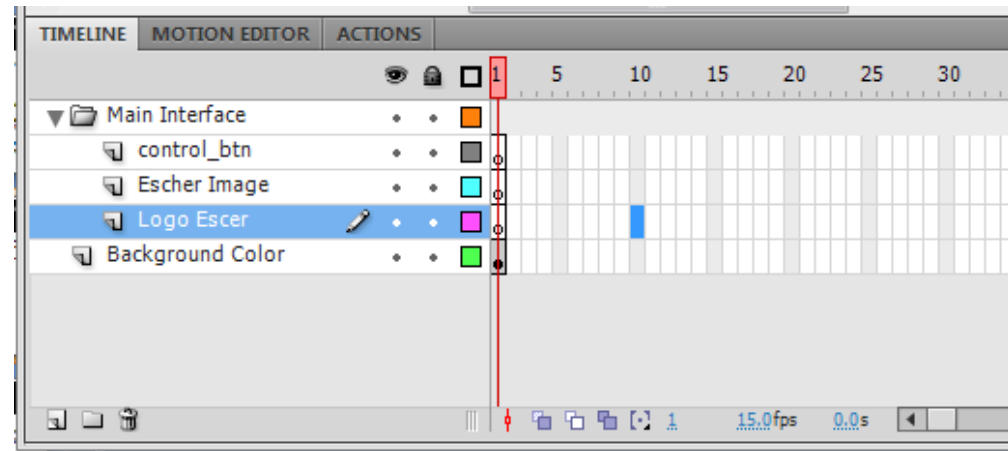 TIMELINE MOTION EDITOR ACTIONS
1 5 10 15 20 25 30
Main Interface
control_btn
Escher Image
Logo Escer
Background Color
1 15.0fps 0.0s